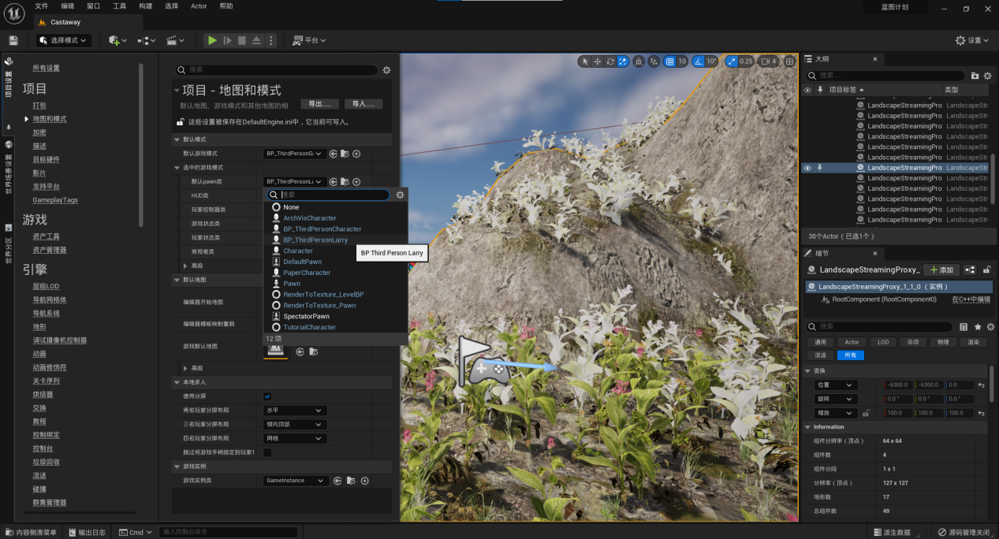 文件 编辑 窗口 工具 构建 选择 Actor 帮助
蓝图计划
Castaway
选择模式
平台
设置
项目设置
世界场景设置
世界分区
所有设置
项目
打包
地图和模式
加密
描述
目标硬件
影片
支持平台
GameplayTags
游戏
资产工具
资产管理器
引擎
层级LOD
导航网格体
导航系统
地形
调试摄像机控制器
动画
动画修饰符
关卡序列
烘焙器
交换
教程
控制绑定
控制台
垃圾回收
流送
碰撞
群集管理器
搜索
项目 - 地图和模式
默认地图、游戏模式和其他地图的相
导出......
导入......
这些设置被保存在DefaultEngine.ini中，它当前可写入。
默认模式
默认游戏模式 BP_ThirdPersonG
选中的游戏模式
默认pawn类 BP_ThirdPersonL
HUD类
玩家控制器类
游戏状态类
玩家状态类
旁观者类
高级
搜索
None
ArchVisCharacter
BP_ThirdPersonCharacter
BP_ThirdPersonLarry
Character
DefaultPawn
PaperCharacter
Pawn
RenderToTexture_LevelBP
RenderToTexture_Pawn
SpectatorPawn
TutorialCharacter
12 项
BP Third Person Larry
默认地图
编辑器开始地图
编辑器模板映射重载
游戏默认地图
高级
本地多人
使用分屏
两名玩家分屏布局 水平
三名玩家分屏布局 倾向顶部
四名玩家分屏布局 网格
跳过将游戏手柄指定到玩家1
游戏实例
游戏实例类 GameInstance
10 10° 0.25 4
大纲
搜索......
项目标签 类型
LandscapeStreamingPro LandscapeStr
LandscapeStreamingPro LandscapeStr
LandscapeStreamingPro LandscapeStr
LandscapeStreamingPro LandscapeStr
LandscapeStreamingPro LandscapeStr
LandscapeStreamingPro LandscapeStr
LandscapeStreamingPro LandscapeStr
LandscapeStreamingPro LandscapeStr
LandscapeStreamingPro LandscapeStr
LandscapeStreamingPro LandscapeStr
LandscapeStreamingPro LandscapeStr
LandscapeStreamingPro LandscapeStr
38个Actor（已选1个）
细节
LandscapeStreamingProxy_
添加
LandscapeStreamingProxy_1_1_0（实例）
RootComponent (RootComponent0) 在C++中编辑
搜索
通用 Actor LOD 杂项 物理 渲染
流送 所有
变换
位置 -6300.0 -6300.0 0.0
旋转 0.0° 0.0° 0.0°
缩放 100.0 100.0 100.0
Information
组件分辨率（顶点） 64 x 64
组件数 4
组件分段 1 x 1
分辨率（顶点） 127 x 127
地形数 17
总组件数 49
内容侧滑菜单 输出日志 Cmd 输入控制台命令
派生数据 源码管理关闭